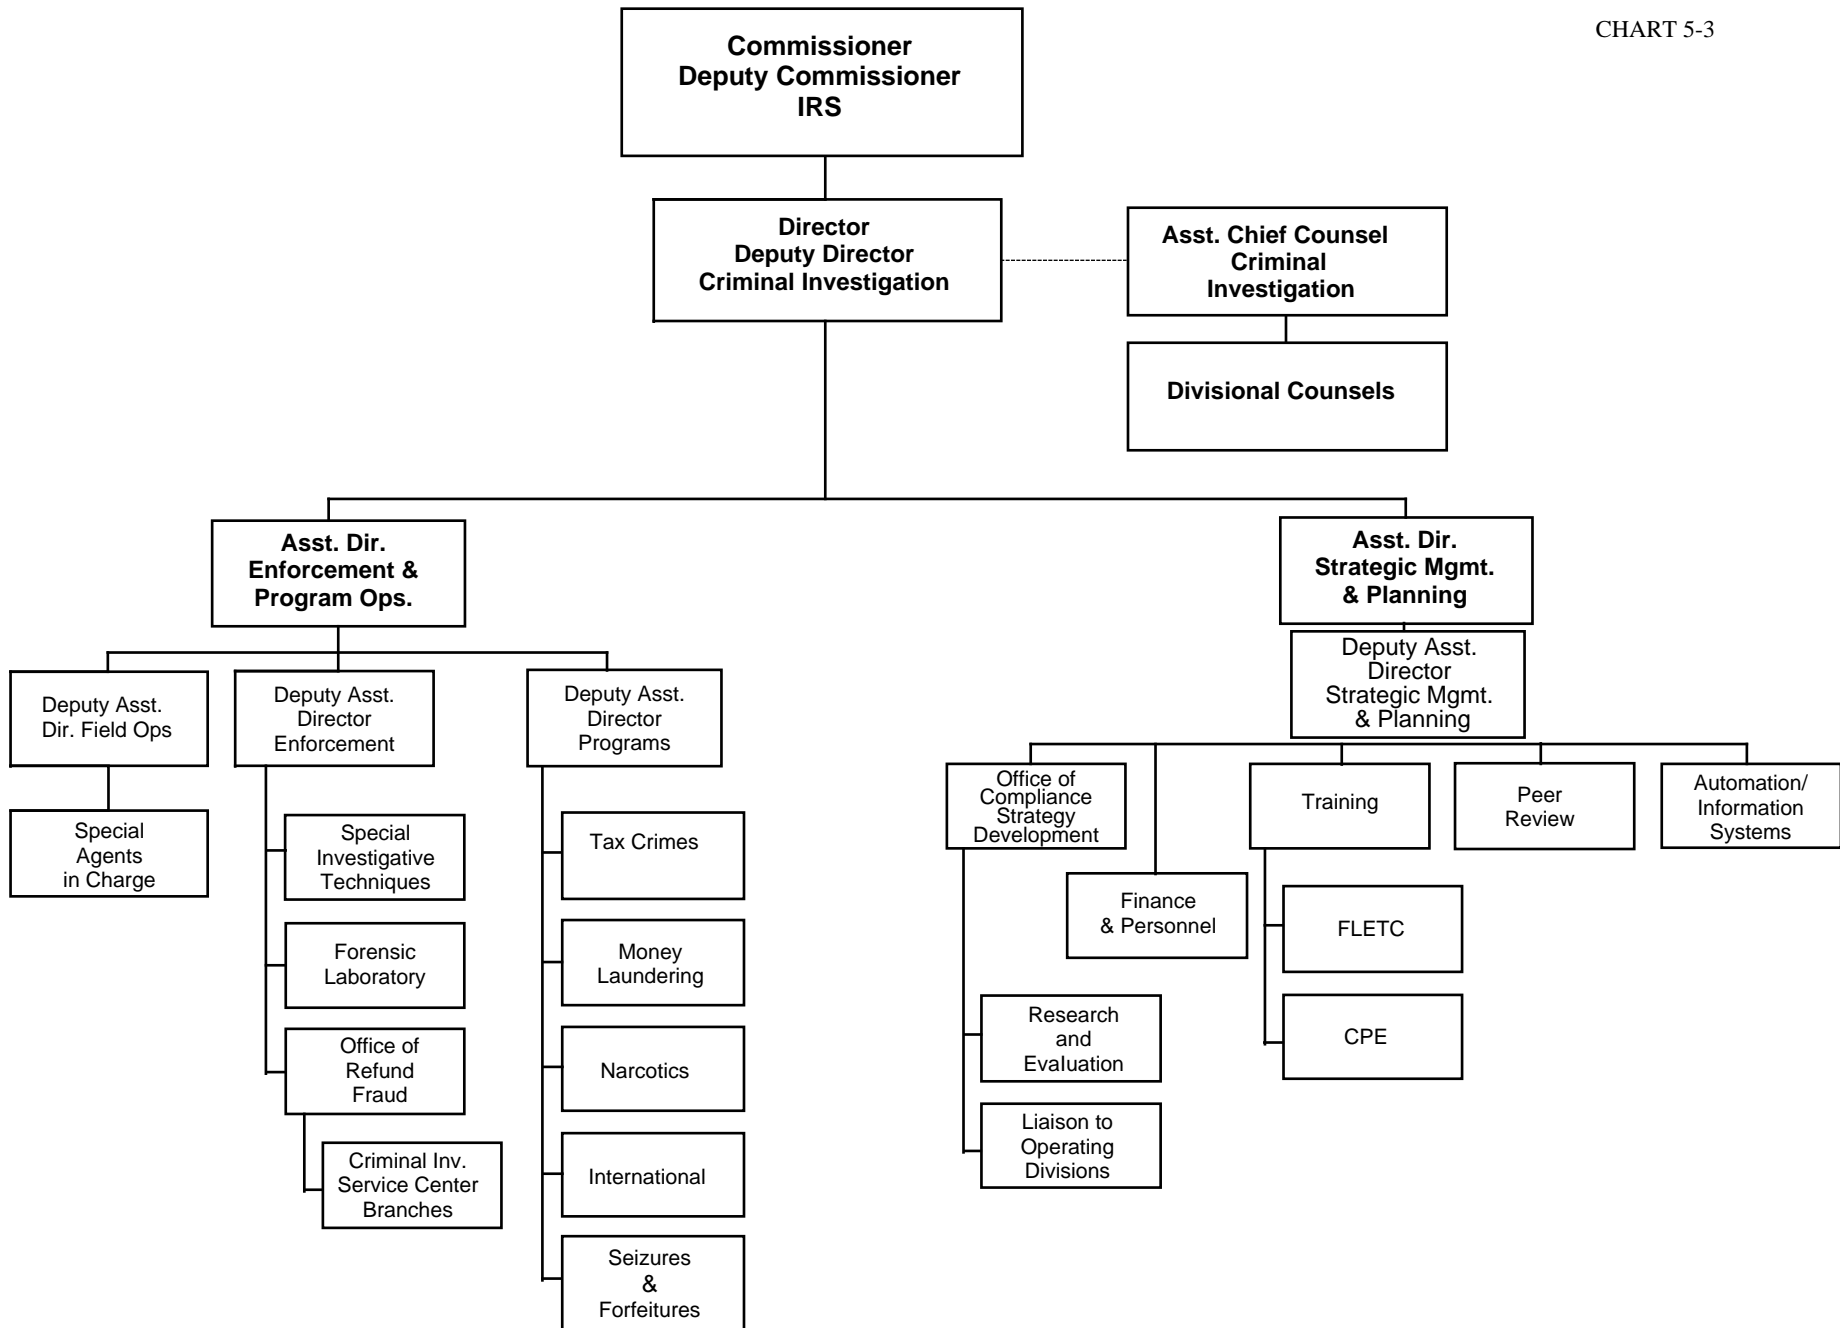 CHART 5-3
Commissioner
Deputy Commissioner
IRS
Director
Deputy Director
Criminal Investigation
Asst. Chief Counsel
Criminal
Investigation
Divisional Counsels
Asst. Dir.
Enforcement &
Program Ops.
Asst. Dir.
Strategic Mgmt.
& Planning
Deputy Asst.
Dir. Field Ops
Deputy Asst.
Director
Enforcement
Deputy Asst.
Director
Programs
Deputy Asst.
Director
Strategic Mgmt.
& Planning
Special
Agents
in Charge
Special
Investigative
Techniques
Forensic
Laboratory
Office of
Refund
Fraud
Criminal Inv.
Service Center
Branches
Tax Crimes
Money
Laundering
Narcotics
International
Seizures
&
Forfeitures
Office of
Compliance
Strategy
Development
Finance
& Personnel
Training
Peer
Review
Automation/
Information
Systems
Research
and
Evaluation
Liaison to
Operating
Divisions
FLETC
CPE